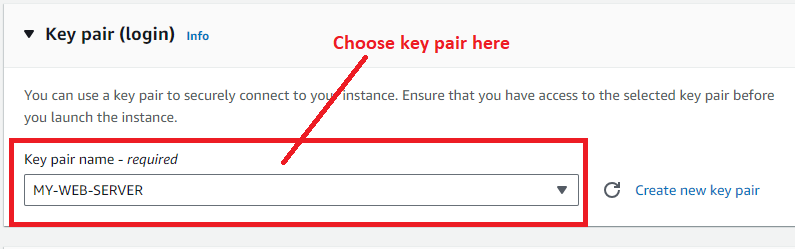 Key pair (login) Info
Choose key pair here
You can use a key pair to securely connect to your instance. Ensure that you have access to the selected key pair before
you launch the instance.
Key pair name - required
MY-WEB-SERVER
Create new key pair